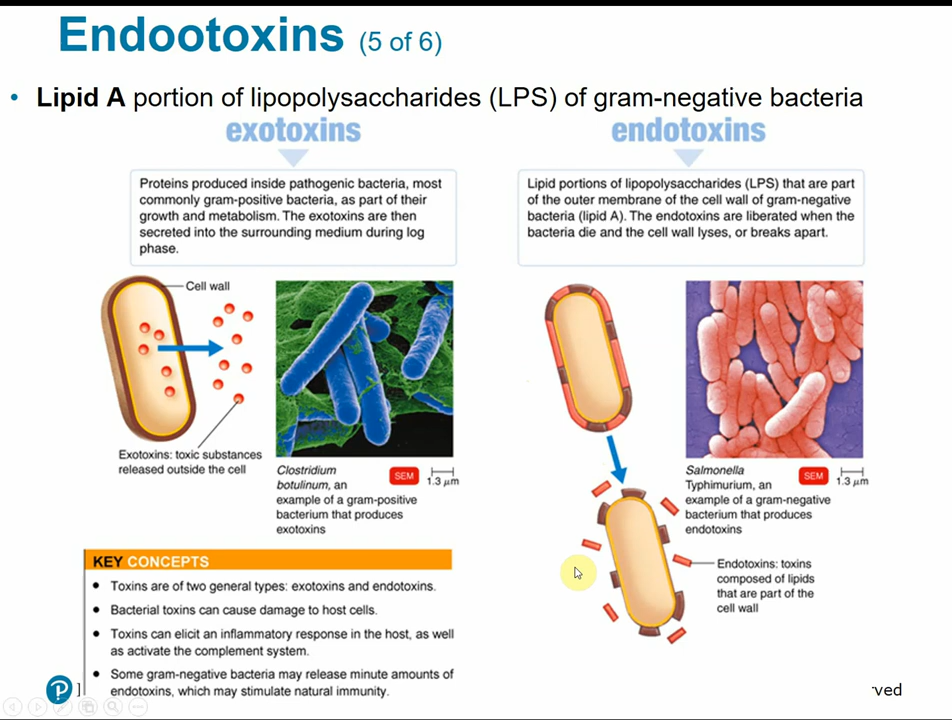 Endootoxins (5 of 6)
• Lipid A portion of lipopolysaccharides (LPS) of gram-negative bacteria
exotoxins
Proteins produced inside pathogenic bacteria, most
commonly gram-positive bacteria, as part of their
growth and metabolism. The exotoxins are then
secreted into the surrounding medium during log
phase.
Cell wall
Exotoxins: toxic substances
released outside the cell
Clostridium
botulinum, an
example of a gram-positive
bacterium that produces
exotoxins
SEM
1.3 µm
endotoxins
Lipid portions of lipopolysaccharides (LPS) that are part
of the outer membrane of the cell wall of gram-negative
bacteria (lipid A). The endotoxins are liberated when the
bacteria die and the cell wall lyses, or breaks apart.
Salmonella
Typhimurium, an
example of a gram-negative
bacterium that produces
endotoxins
SEM
1.3 µm
Endotoxins: toxins
composed of lipids
that are part of the
cell wall
KEY CONCEPTS
• Toxins are of two general types: exotoxins and endotoxins.
• Bacterial toxins can cause damage to host cells.
• Toxins can elicit an inflammatory response in the host, as well
as activate the complement system.
• Some gram-negative bacteria may release minute amounts of
endotoxins, which may stimulate natural immunity.
P
ved